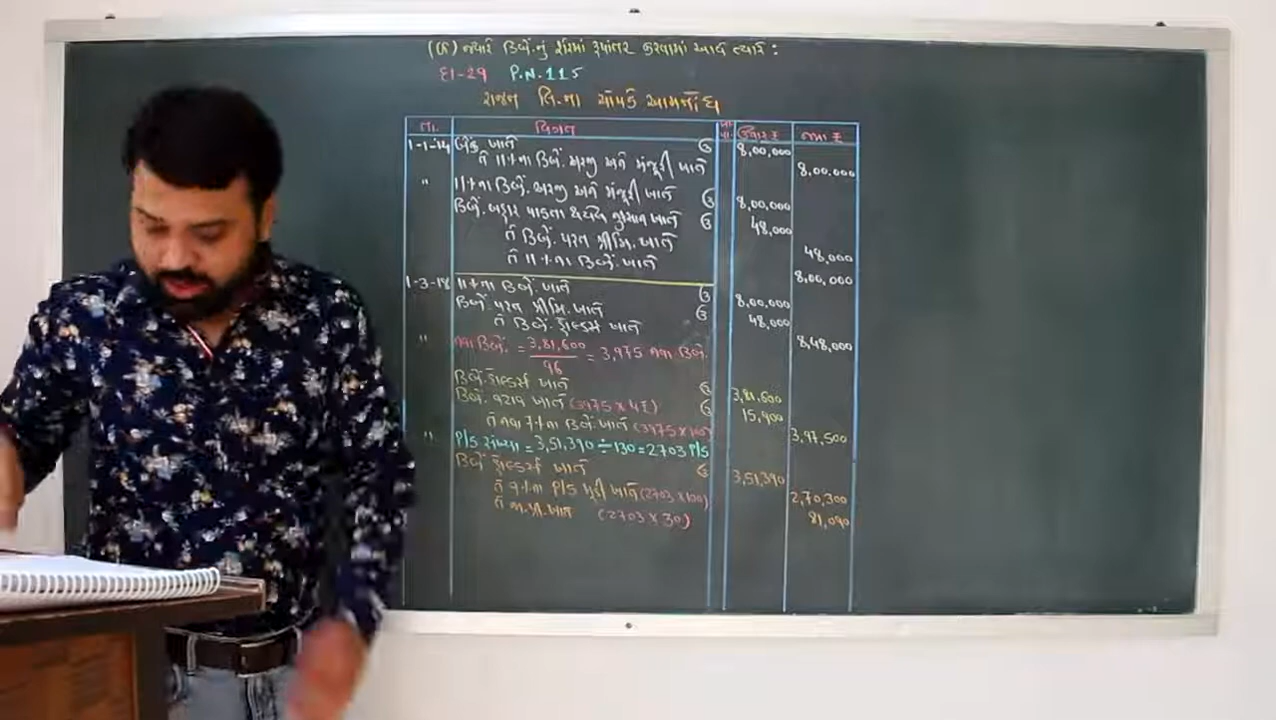 (ક) જ્યારે ડિબેં.નું શેરમાં રૂપાંતર કરવામાં આવે ત્યારે :
દા-29 P.N.115
રાજન લિ.ના ચોપડે આમનોંધ
તા. વિગત ઉધાર ₹ જમા ₹
બેંક ખાતે ઉ 8,00,000
તે 11%ના ડિબેં. અરજી અને મંજૂરી ખાતે 8,00,000
" 11%ના ડિબેં. અરજી અને મંજૂરી ખાતે ઉ 8,00,000
ડિબેં. બહાર પાડતા થયેલ નુકસાન ખાતે ઉ 48,000
તે ડિબેં. પરત પ્રીમિ. ખાતે 48,000
તે 11%ના ડિબેં. ખાતે 8,00,000
1-3-18 11%ના ડિબેં. ખાતે ઉ 8,00,000
ડિબેં. પરત પ્રીમિ. ખાતે ઉ 48,000
તે ડિબેં. હોલ્ડર્સ ખાતે 8,48,000
" નવા ડિબેં. = 3,81,600 / 96 = 3,975 નવા ડિબેં.
ડિબેં. હોલ્ડર્સ ખાતે ઉ 3,81,600
ડિબેં. વટાવ ખાતે (3975 x 4₹) ઉ 15,900
તે નવા 9%ના ડિબેં. ખાતે (3975 x 100) 3,97,500
" P/S સંખ્યા = 3,51,390 ÷ 130 = 2703 P/S
ડિબેં. હોલ્ડર્સ ખાતે ઉ 3,51,390
તે 9%ના P/S મૂડી ખાતે (2703 x 100) 2,70,300
તે જા.પ્રી. ખાતે (2703 x 30) 81,090